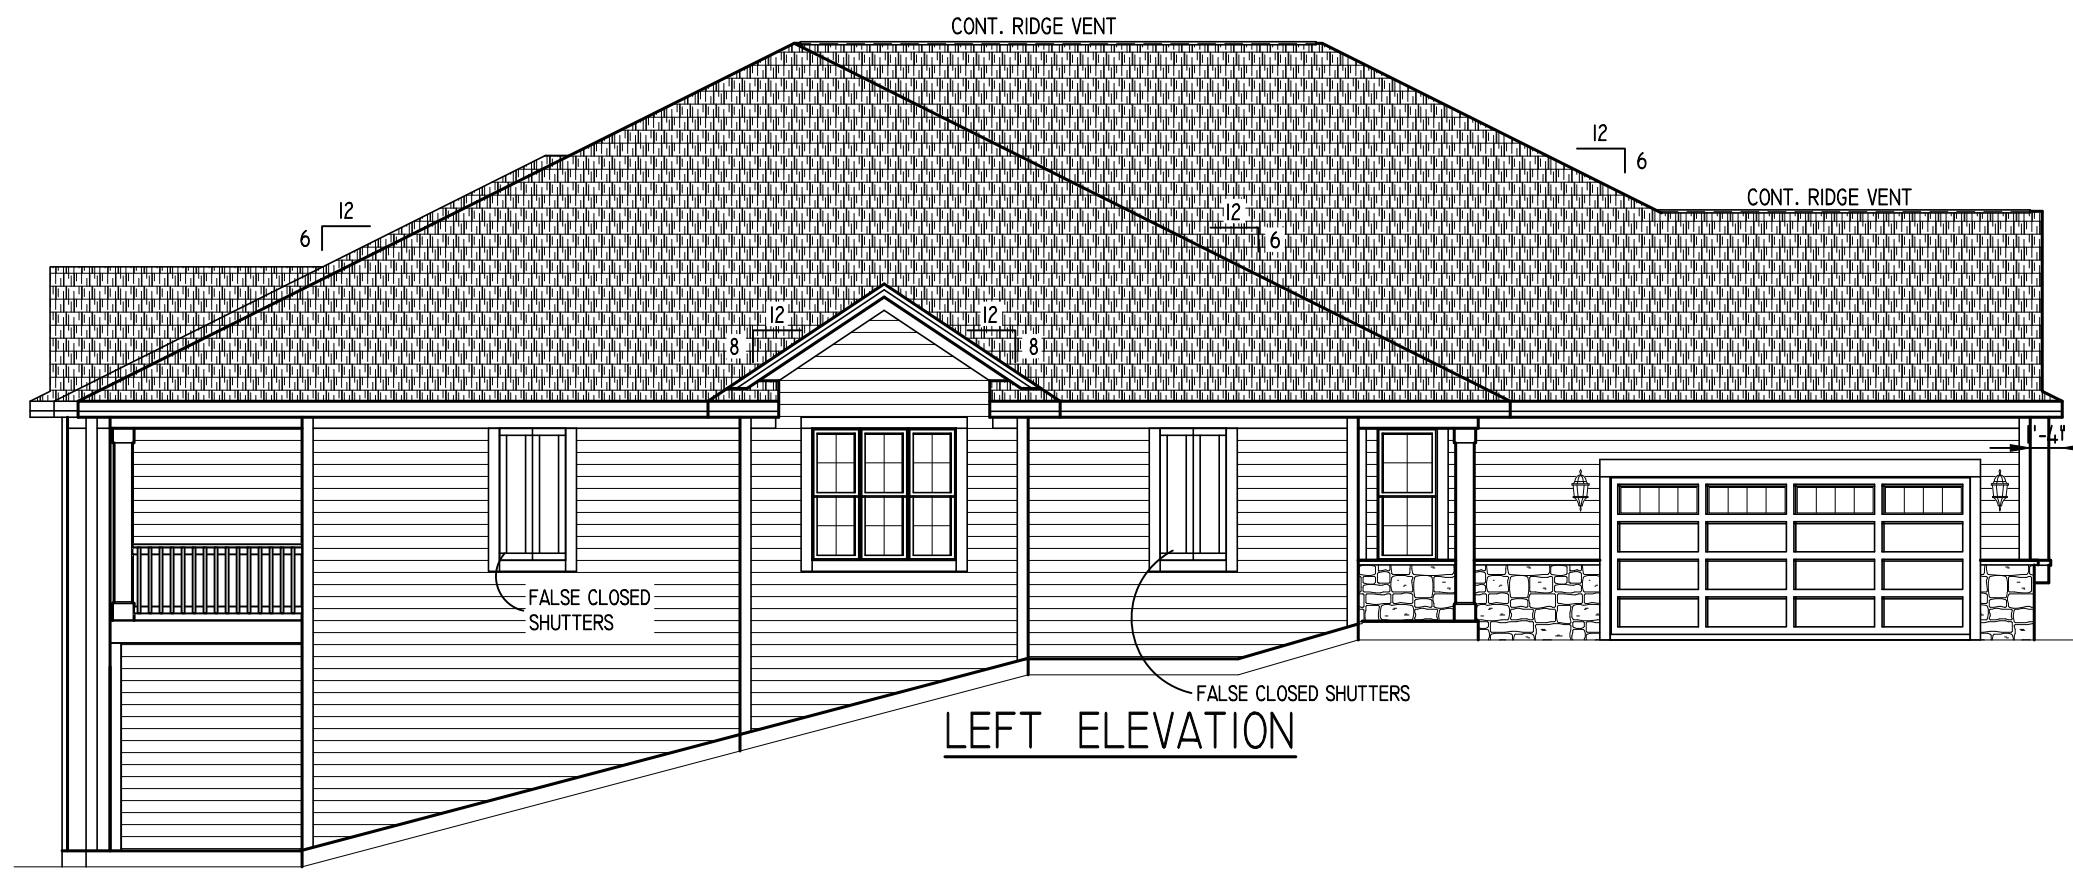 CONT. RIDGE VENT
12
6
CONT. RIDGE VENT
12
6
12
6
12
8
12
8
1'-4"
FALSE CLOSED
SHUTTERS
FALSE CLOSED SHUTTERS
LEFT ELEVATION